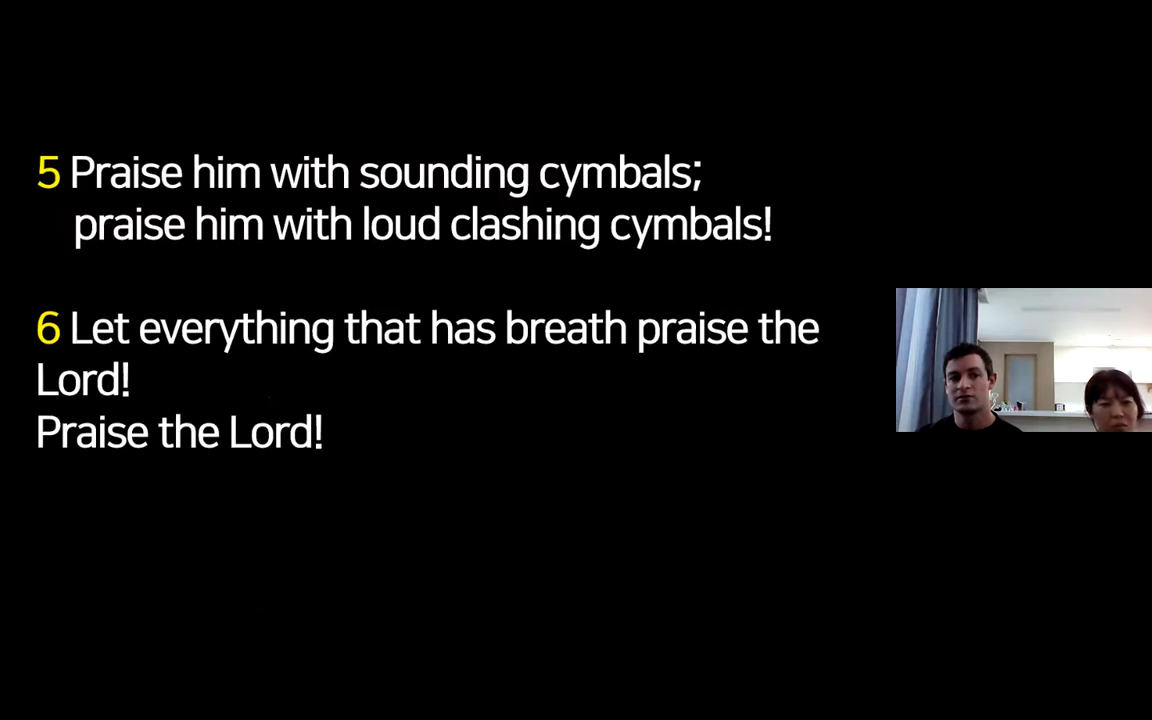 5 Praise him with sounding cymbals;
praise him with loud clashing cymbals!
6 Let everything that has breath praise the
Lord!
Praise the Lord!